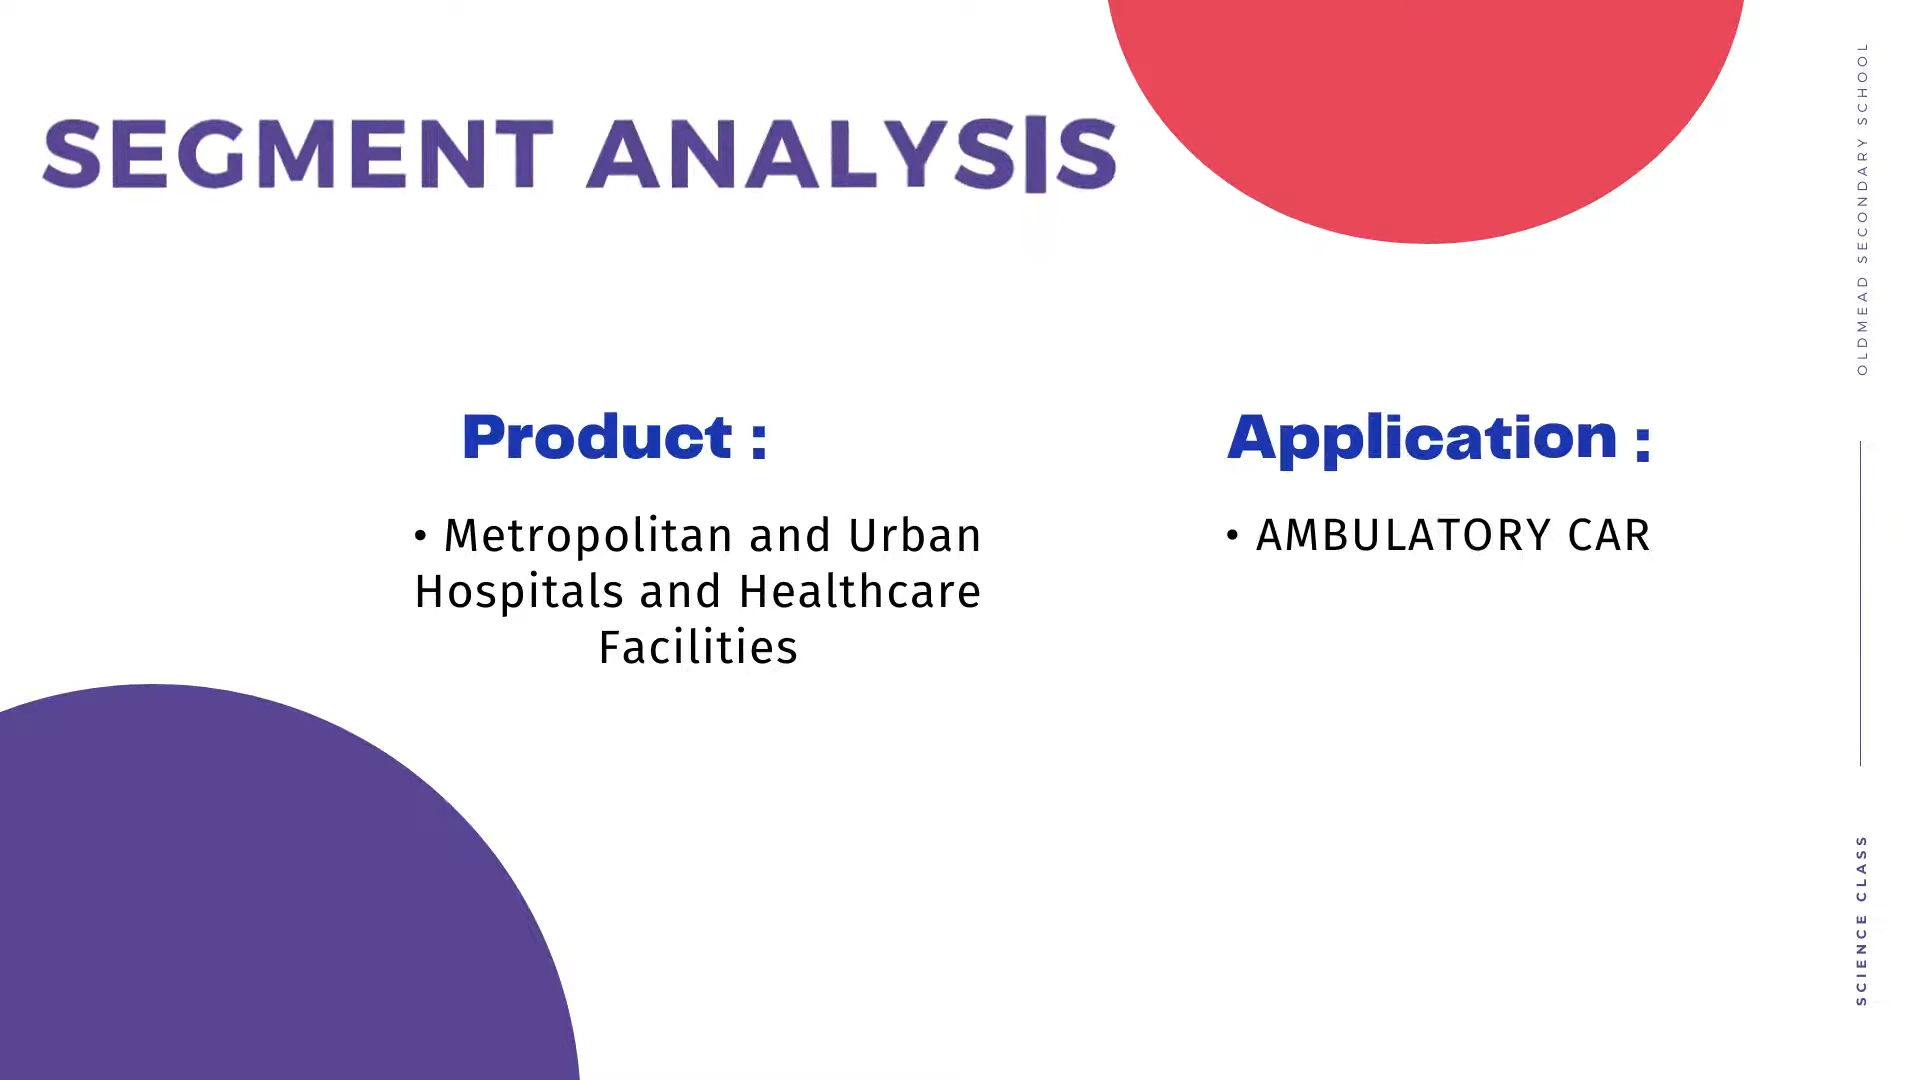 SEGMENT ANALYSIS
Product :
• Metropolitan and Urban
Hospitals and Healthcare
Facilities
Application :
• AMBULATORY CAR
OLDMEAD SECONDARY SCHOOL
SCIENCE CLASS